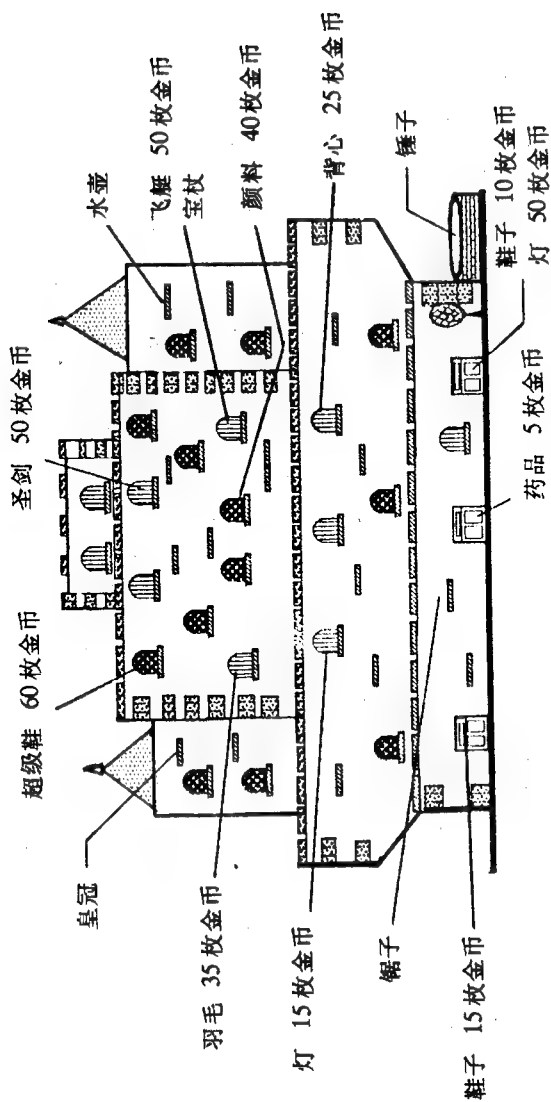 皇冠
超级鞋 60枚金币
圣剑 50枚金币
水壶
飞艇 50枚金币
宝杖
颜料 40枚金币
羽毛 35枚金币
灯 15枚金币
背心 25枚金币
锯子
锤子
鞋子 15枚金币
药品 5枚金币
鞋子 10枚金币
灯 50枚金币